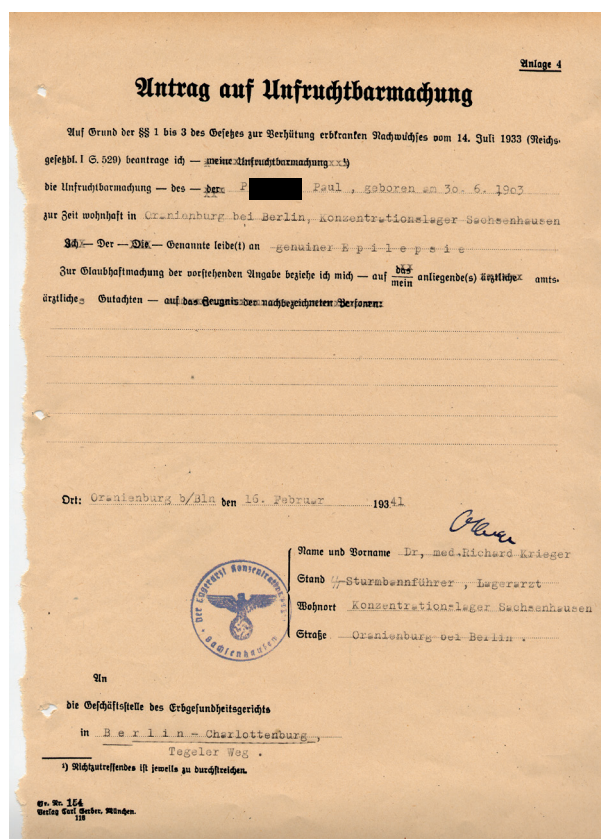 Anlage 4
Antrag auf Unfruchtbarmachung
Auf Grund der §§ 1 bis 3 des Gesetzes zur Verhütung erbkranken Nachwuchses vom 14. Juli 1933 (Reichs-
gesetzbl. I S. 529) beantrage ich — meine Unfruchtbarmachung ¹)
die Unfruchtbarmachung — des — der P Paul , geboren am 30. 6. 1903
zur Zeit wohnhaft in Oranienburg bei Berlin, Konzentrationslager Sachsenhausen
Ich — Der — Die — Genannte leide(t) an -genuiner E p i l e p s i e
Zur Glaubhaftmachung der vorstehenden Angabe beziehe ich mich — auf das mein anliegende(s) ärztliche amts-
ärztliches Gutachten — auf das Zeugnis der nachbezeichneten Personen:
Ort: Oranienburg b/Bln den 16. Februar 1941
Name und Vorname Dr, med.Richard Krieger
Stand SS-Sturmbannführer , Lagerarzt
Wohnort Konzentrationslager Sachsenhausen
Straße Oranienburg bei Berlin .
Der Lagerarzt Konzentrationslager
Sachsenhausen
An
die Geschäftsstelle des Erbgesundheitsgerichts
in B e r l i n - Charlottenburg ,
Tegeler Weg .
¹) Nichtzutreffendes ist jeweils zu durchstreichen.
Gv. Nr. 154
Verlag Carl Gerber, München.